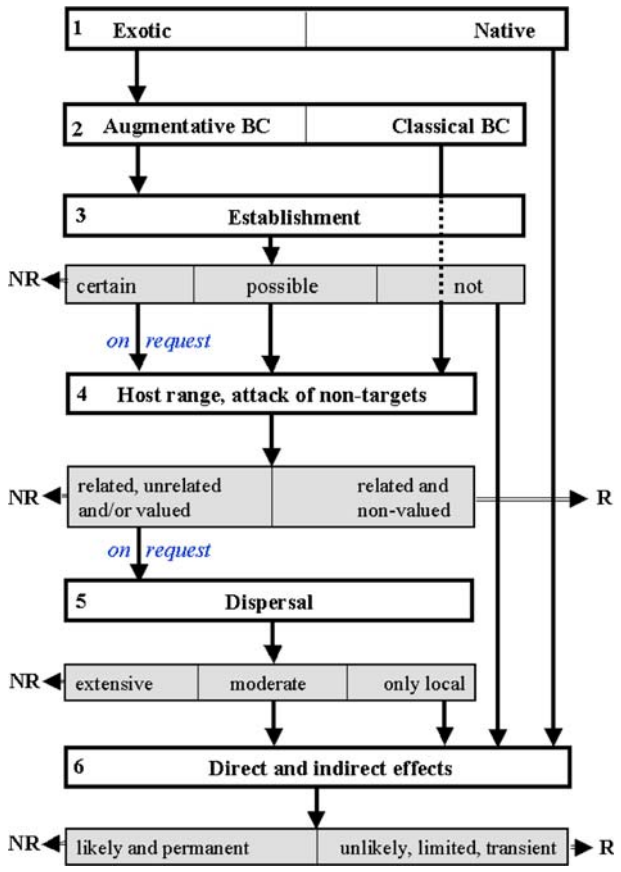 1 Exotic Native
2 Augmentative BC Classical BC
3 Establishment
NR certain possible not
on request
4 Host range, attack of non-targets
related, unrelated related and
NR R
and/or valued non-valued
on request
5 Dispersal
NR extensive moderate only local
6 Direct and indirect effects
NR likely and permanent unlikely, limited, transient R